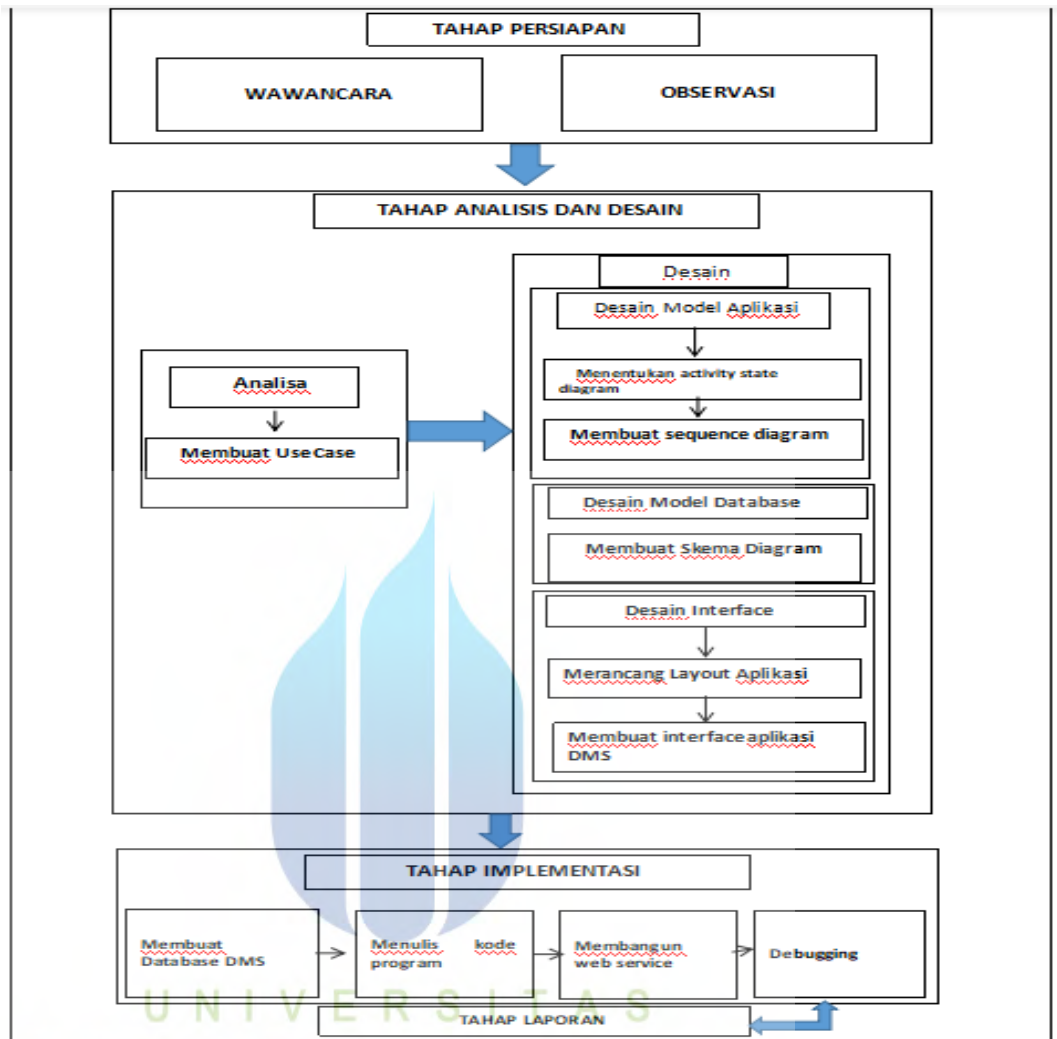 TAHAP PERSIAPAN
WAWANCARA
OBSERVASI
TAHAP ANALISIS DAN DESAIN
Analisa
Membuat UseCase
Desain
Desain Model Aplikasi
Menentukan activity state
diagram
Membuat sequence diagram
Desain Model Database
Membuat Skema Diagram
Desain Interface
Merancang Layout Aplikasi
Membuat interface aplikasi
DMS
TAHAP IMPLEMENTASI
Membuat
Database DMS
Menulis kode
program
Membangun
web service
Debugging
UNIVERSITAS
TAHAP LAPORAN